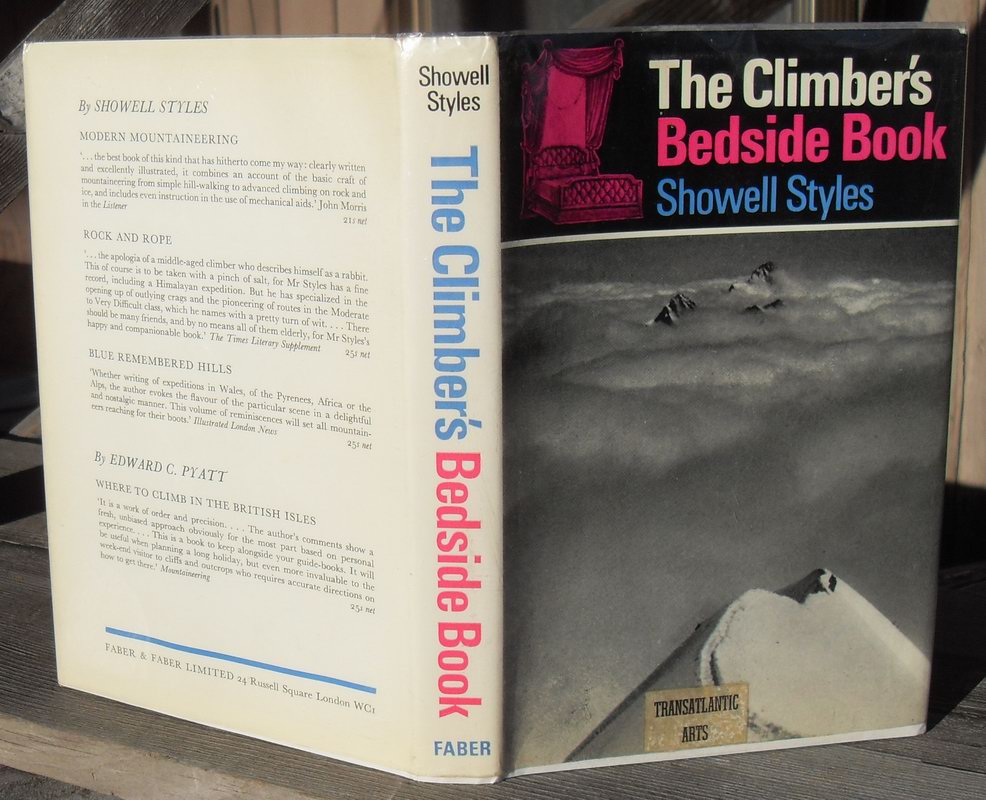 By SHOWELL STYLES
MODERN MOUNTAINEERING
'. . . the best book of this kind that has hitherto come my way: clearly written
and excellently illustrated, it combines an account of the basic craft of
mountaineering from simple hill-walking to advanced climbing on rock and
ice, and includes even instruction in the use of mechanical aids.' John Morris
in the Listener
21s net
ROCK AND ROPE
'. . . the apologia of a middle-aged climber who describes himself as a rabbit.
This of course is to be taken with a pinch of salt, for Mr Styles has a fine
record, including a Himalayan expedition. But he has specialized in the
opening up of outlying crags and the pioneering of routes in the Moderate
to Very Difficult class, which he names with a pretty turn of wit. . . . There
should be many friends, and by no means all of them elderly, for Mr Styles's
happy and companionable book.' The Times Literary Supplement
25s net
BLUE REMEMBERED HILLS
'Whether writing of expeditions in Wales, of the Pyrenees, Africa or the
Alps, the author evokes the flavour of the particular scene in a delightful
and nostalgic manner. This volume of reminiscences will set all mountain-
eers reaching for their boots.' Illustrated London News
25s net
By EDWARD C. PYATT
WHERE TO CLIMB IN THE BRITISH ISLES
'It is a work of order and precision. . . . The author's comments show a
fresh, unbiased approach obviously for the most part based on personal
experience. . . . This is a book to keep alongside your guide-books. It will
be useful when planning a long holiday, but even more invaluable to the
week-end visitor to cliffs and outcrops who requires accurate directions on
how to get there.' Mountaineering
25s net
FABER & FABER LIMITED 24 Russell Square London WC1
Showell
Styles
The Climber's Bedside Book
FABER
The Climber's
Bedside Book
Showell Styles
TRANSATLANTIC
ARTS